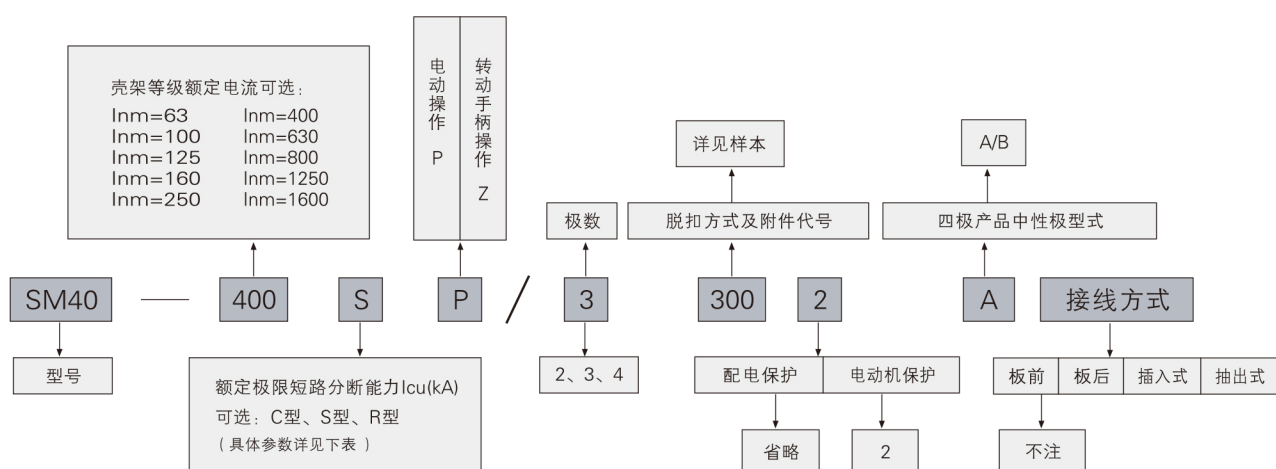 壳架等级额定电流可选:
Inm=63 Inm=400
Inm=100 Inm=630
Inm=125 Inm=800
Inm=160 Inm=1250
Inm=250 Inm=1600
电动操作 P
转动手柄操作 Z
详见样本
A/B
极数
脱扣方式及附件代号
四极产品中性极型式
SM40 — 400 S P / 3 300 2 A 接线方式
型号
额定极限短路分断能力Icu(kA)
可选: C型、S型、R型
(具体参数详见下表)
2、3、4
配电保护 电动机保护
板前 板后 插入式 抽出式
省略 2
不注